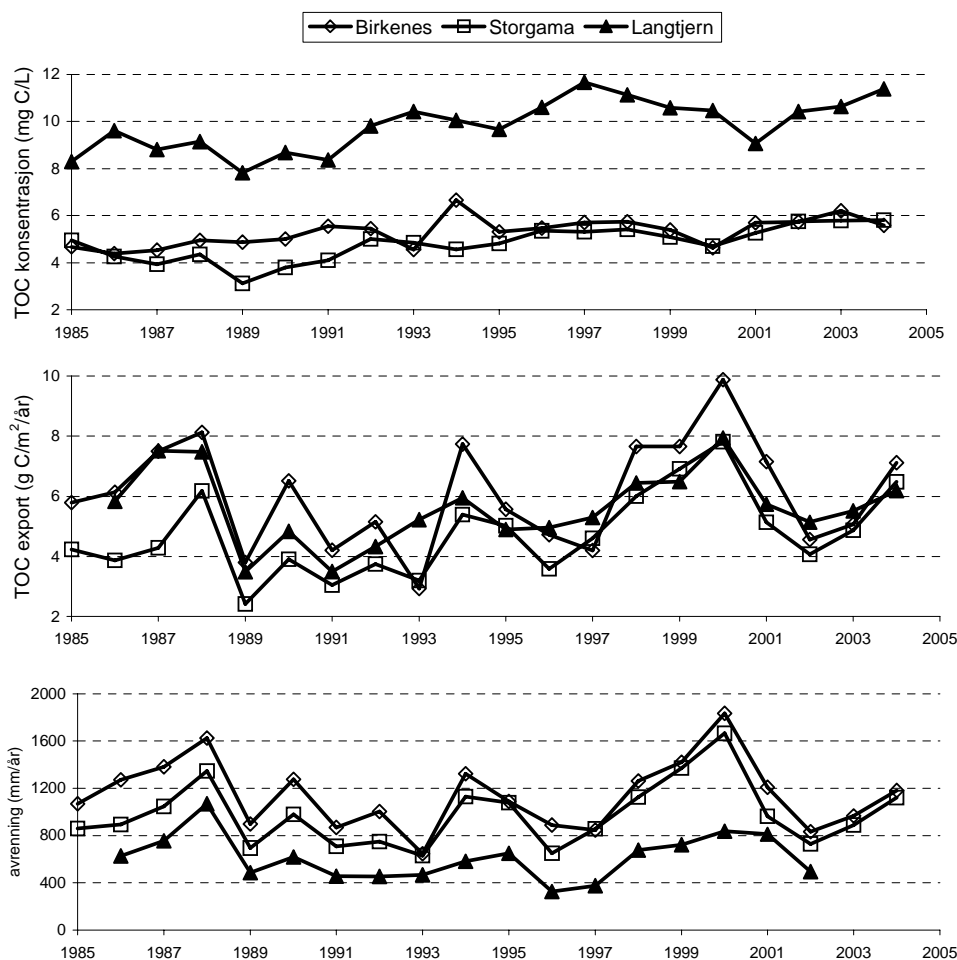 Birkenes Storgama Langtjern
TOC konsentrasjon (mg C/L)
12
10
8
6
4
2
1985 1987 1989 1991 1993 1995 1997 1999 2001 2003 2005
TOC export (g C/m²/år)
10
8
6
4
2
1985 1987 1989 1991 1993 1995 1997 1999 2001 2003 2005
avrenning (mm/år)
2000
1600
1200
800
400
0
1985 1987 1989 1991 1993 1995 1997 1999 2001 2003 2005